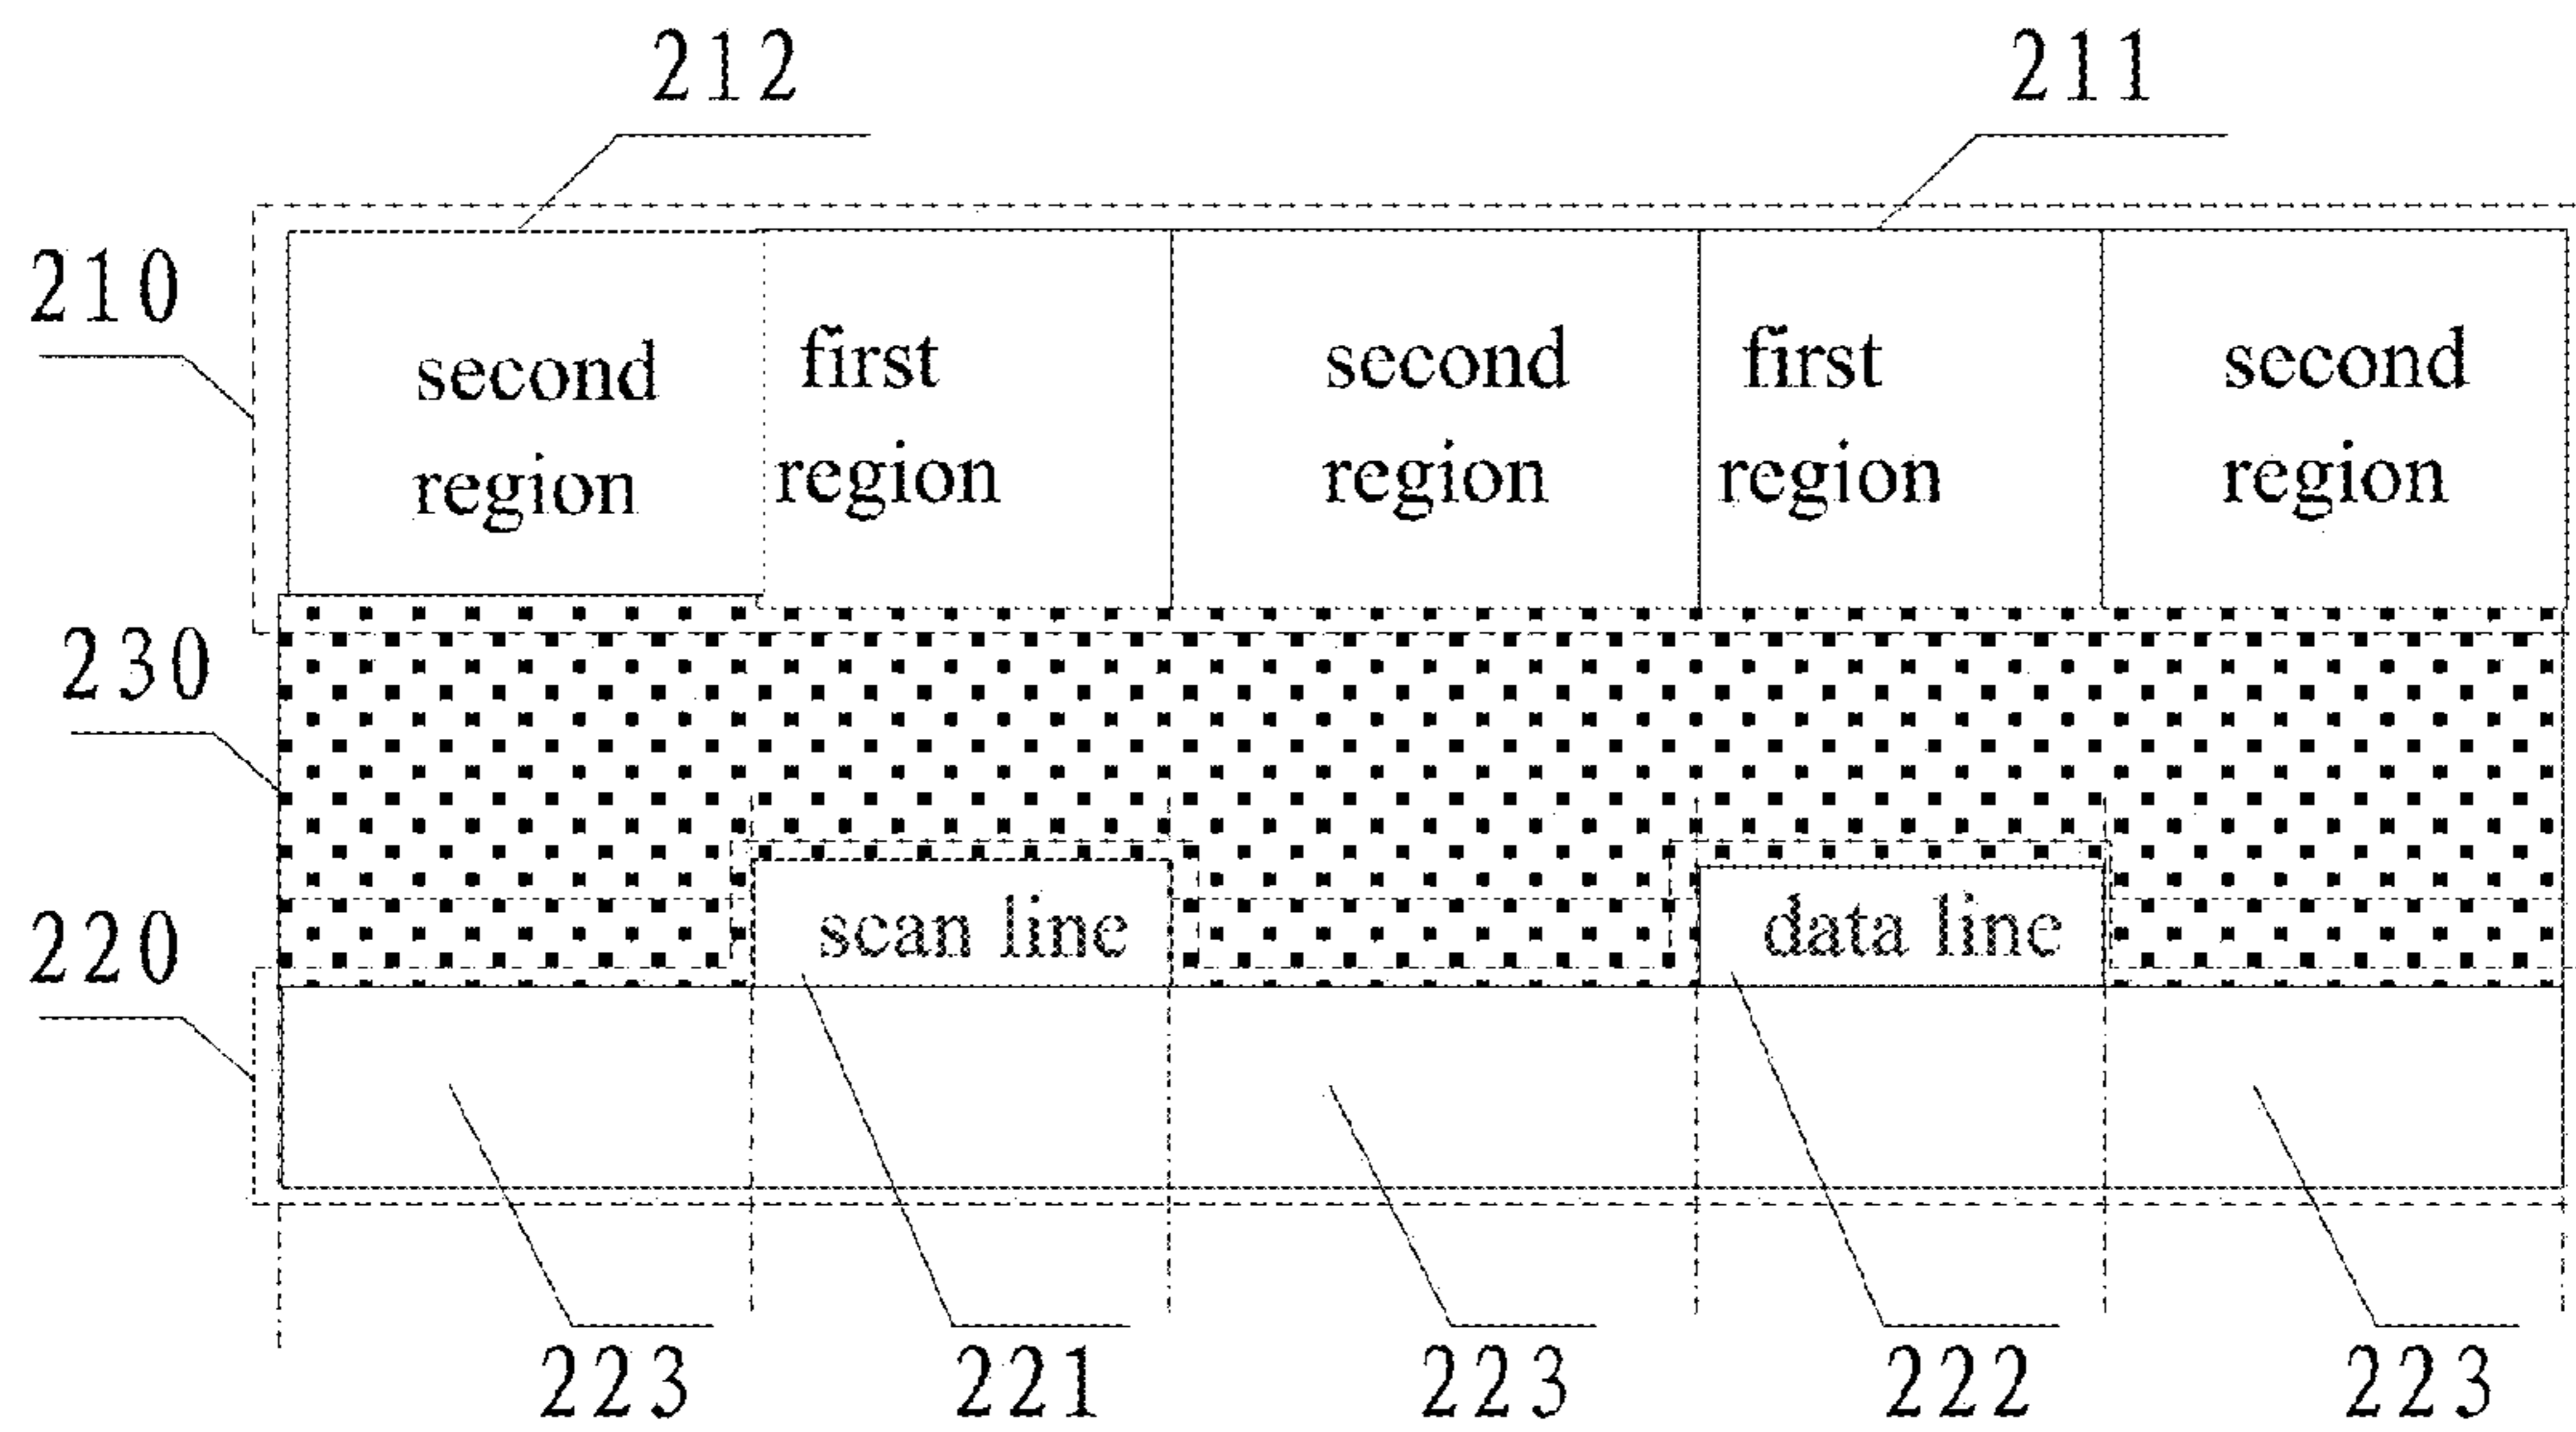 212
211
210
second
region
first
region
second
region
first
region
second
region
230
scan line
data line
220
223
221
223
222
223